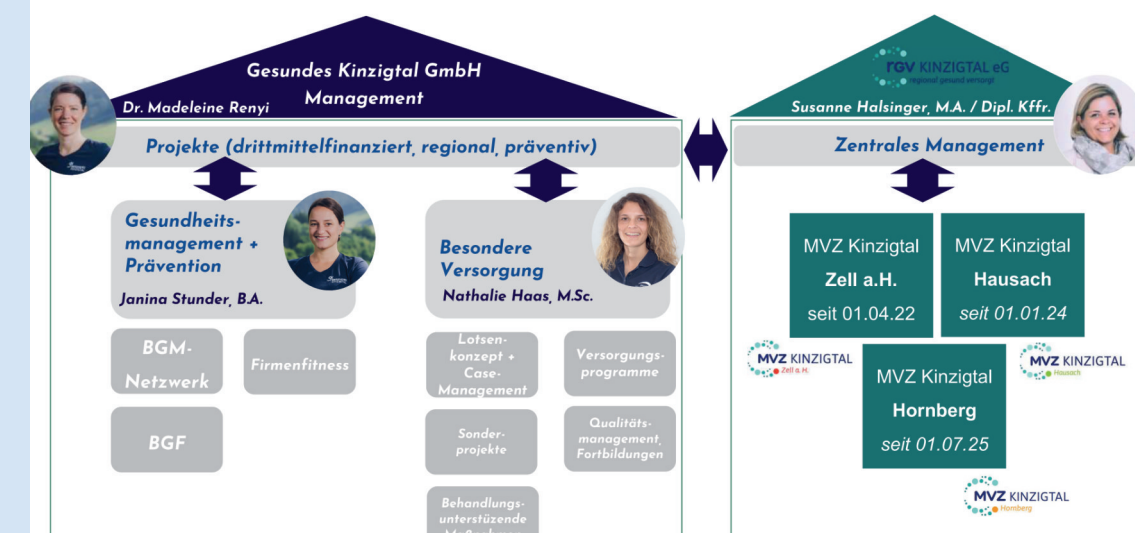 Gesundes Kinzigtal GmbH
Management
Dr. Madeleine Renyi
Projekte (drittmittelfinanziert, regional, präventiv)
Gesundheits-
management +
Prävention
Janina Stunder, B.A.
BGM-
Netzwerk
Firmenfitness
BGF
Besondere
Versorgung
Nathalie Haas, M.Sc.
Lotsen-
konzept +
Case-
Management
Versorgungs-
programme
Sonder-
projekte
Qualitäts-
management,
Fortbildungen
Behandlungs-
unterstüzende
rgv KINZIGTAL eG
regional gesund versorgt
Susanne Halsinger, M.A. / Dipl. Kffr.
Zentrales Management
MVZ Kinzigtal
Zell a.H.
seit 01.04.22
MVZ KINZIGTAL
Zell a. H.
MVZ Kinzigtal
Hausach
seit 01.01.24
MVZ KINZIGTAL
Hausach
MVZ Kinzigtal
Hornberg
seit 01.07.25
MVZ KINZIGTAL
Hornberg